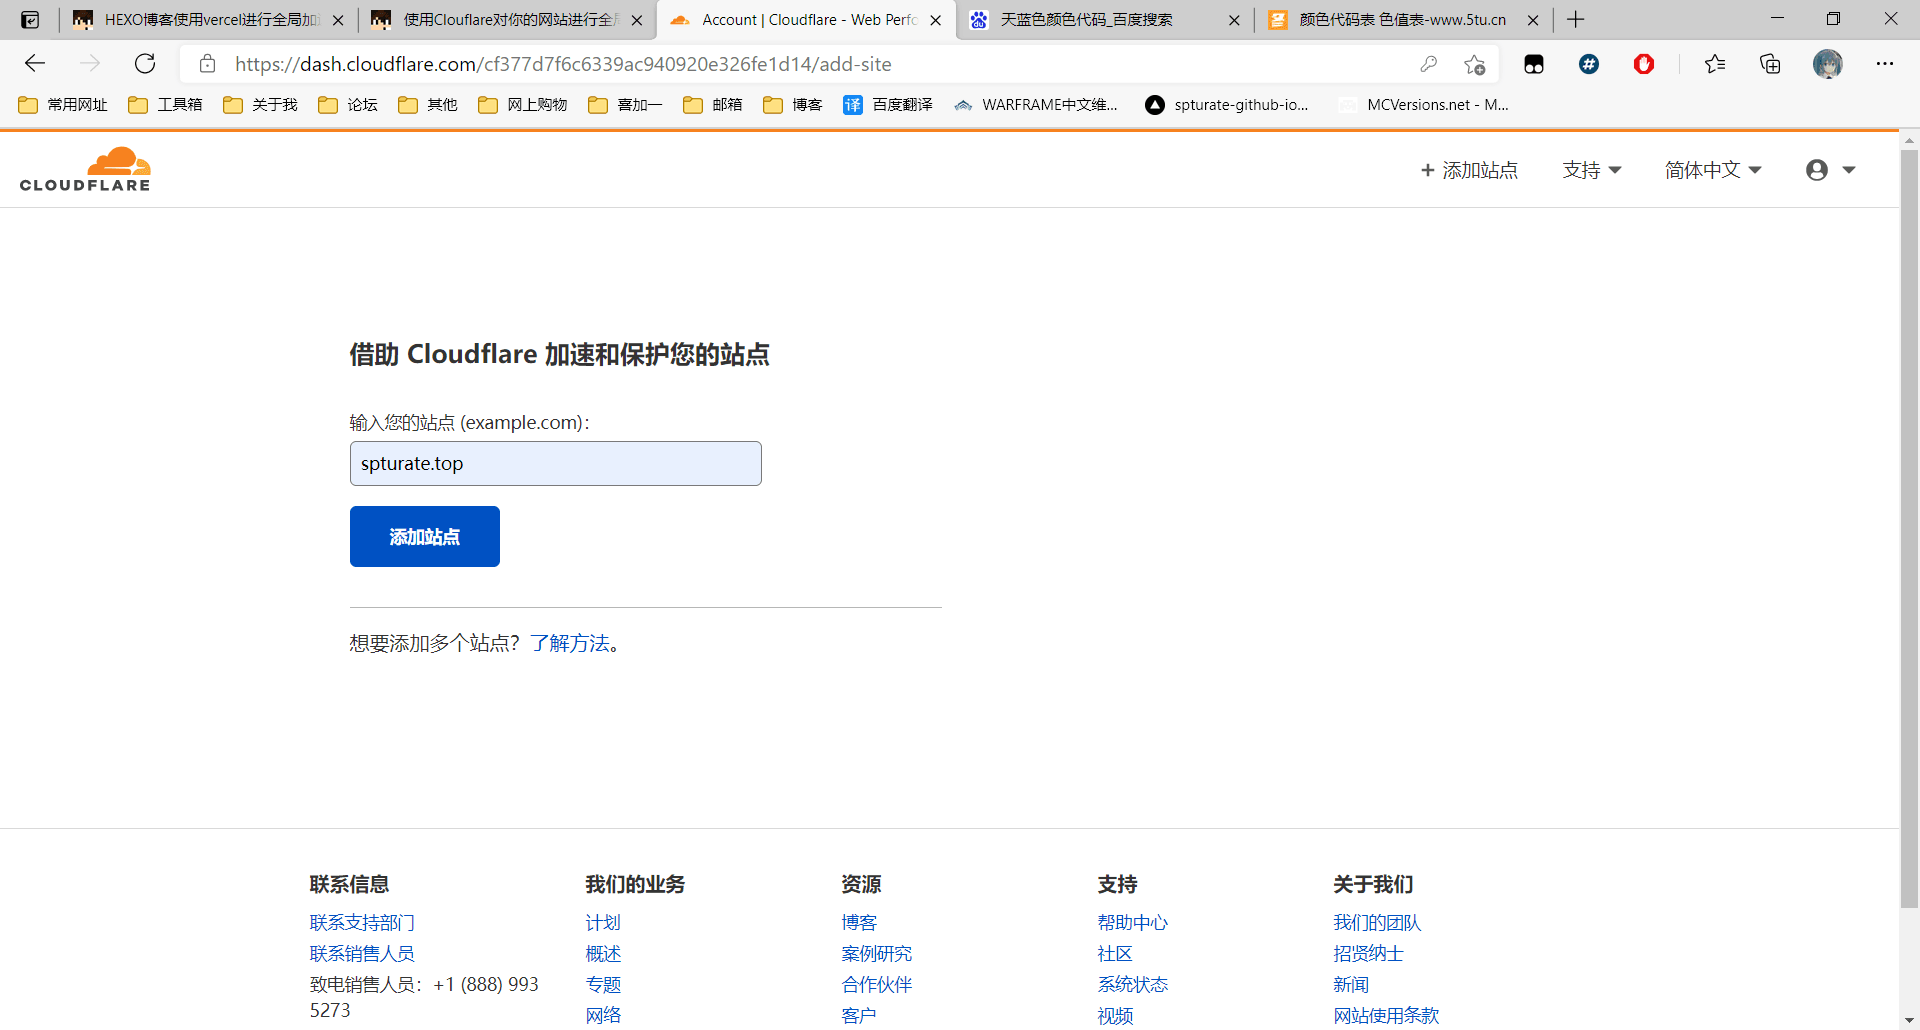 HEXO博客使用vercel进行全局加
使用Clouflare对你的网站进行全
Account | Cloudflare - Web Perfo
天蓝色颜色代码_百度搜索
颜色代码表 色值表-www.5tu.cn
https://dash.cloudflare.com/cf377d7f6c6339ac940920e326fe1d14/add-site
常用网址
工具箱
关于我
论坛
其他
网上购物
喜加一
邮箱
博客
译 百度翻译
WARFRAME中文维...
spturate-github-io...
MCVersions.net - M...
CLOUDFLARE
+ 添加站点
支持
简体中文
借助 Cloudflare 加速和保护您的站点
输入您的站点 (example.com)：
spturate.top
添加站点
想要添加多个站点？了解方法。
联系信息
联系支持部门
联系销售人员
致电销售人员：+1 (888) 993
5273
我们的业务
计划
概述
专题
网络
资源
博客
案例研究
合作伙伴
客户
支持
帮助中心
社区
系统状态
视频
关于我们
我们的团队
招贤纳士
新闻
网站使用条款